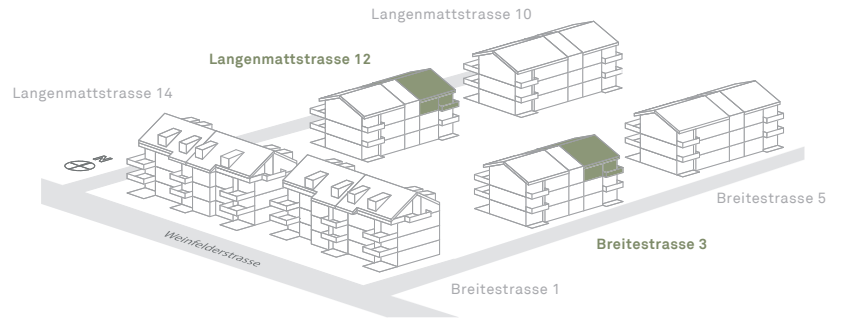 Langenmattstrasse 10
Langenmattstrasse 12
Langenmattstrasse 14
N
Breitestrasse 5
Weinfelderstrasse
Breitestrasse 3
Breitestrasse 1